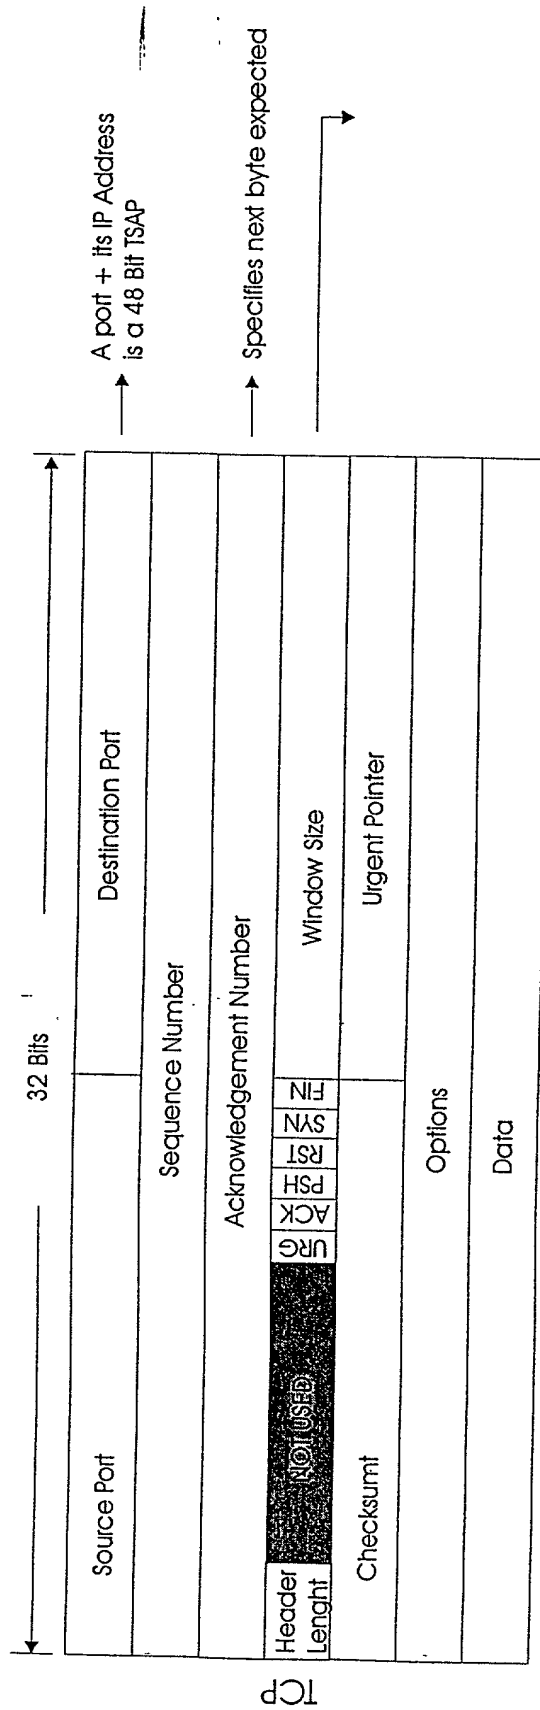 32 Bits
Source Port
Destination Port
A port + its IP Address
is a 48 Bit TSAP
Sequence Number
Acknowledgement Number
Specifies next byte expected
TCP
Header
Lenght
NOT USED
URG
ACK
PSH
RST
SYN
FIN
Window Size
Checksumt
Urgent Pointer
Options
Data